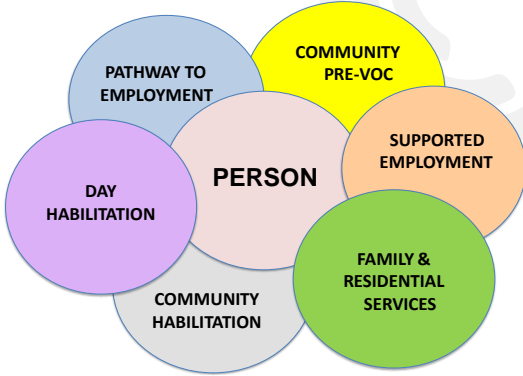 COMMUNITY
PRE-VOC
PATHWAY TO
EMPLOYMENT
SUPPORTED
EMPLOYMENT
PERSON
DAY
HABILITATION
FAMILY &
RESIDENTIAL
SERVICES
COMMUNITY
HABILITATION